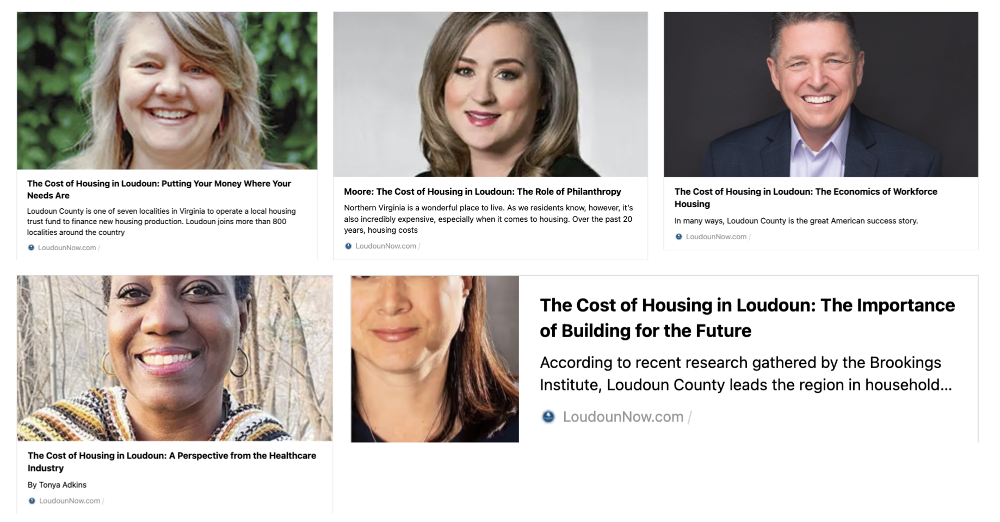 The Cost of Housing in Loudoun: Putting Your Money Where Your
Needs Are
Loudoun County is one of seven localities in Virginia to operate a local housing
trust fund to finance new housing production. Loudoun joins more than 800
localities around the country
LoudounNow.com /
Moore: The Cost of Housing in Loudoun: The Role of Philanthropy
Northern Virginia is a wonderful place to live. As we residents know, however, it's
also incredibly expensive, especially when it comes to housing. Over the past 20
years, housing costs
LoudounNow.com /
The Cost of Housing in Loudoun: The Economics of Workforce
Housing
In many ways, Loudoun County is the great American success story.
LoudounNow.com /
The Cost of Housing in Loudoun: A Perspective from the Healthcare
Industry
By Tonya Adkins
LoudounNow.com /
The Cost of Housing in Loudoun: The Importance
of Building for the Future
According to recent research gathered by the Brookings
Institute, Loudoun County leads the region in household...
LoudounNow.com /